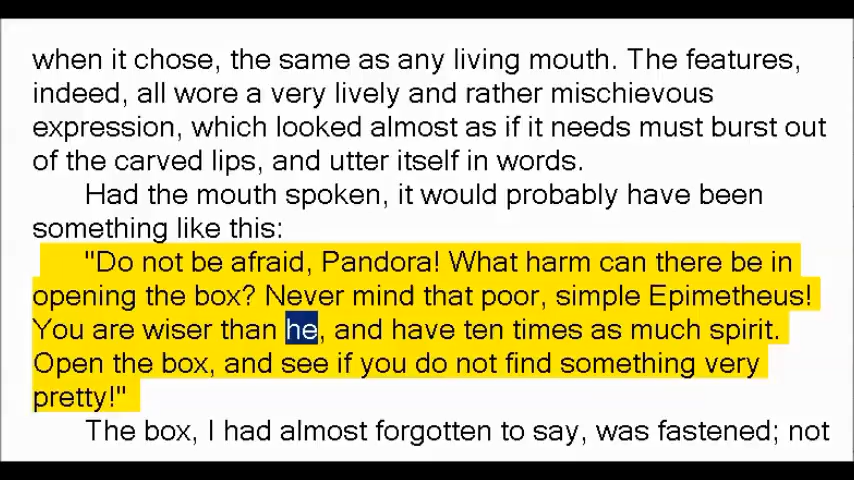 when it chose, the same as any living mouth. The features,
indeed, all wore a very lively and rather mischievous
expression, which looked almost as if it needs must burst out
of the carved lips, and utter itself in words.
Had the mouth spoken, it would probably have been
something like this:
"Do not be afraid, Pandora! What harm can there be in
opening the box? Never mind that poor, simple Epimetheus!
You are wiser than he, and have ten times as much spirit.
Open the box, and see if you do not find something very
pretty!"
The box, I had almost forgotten to say, was fastened; not